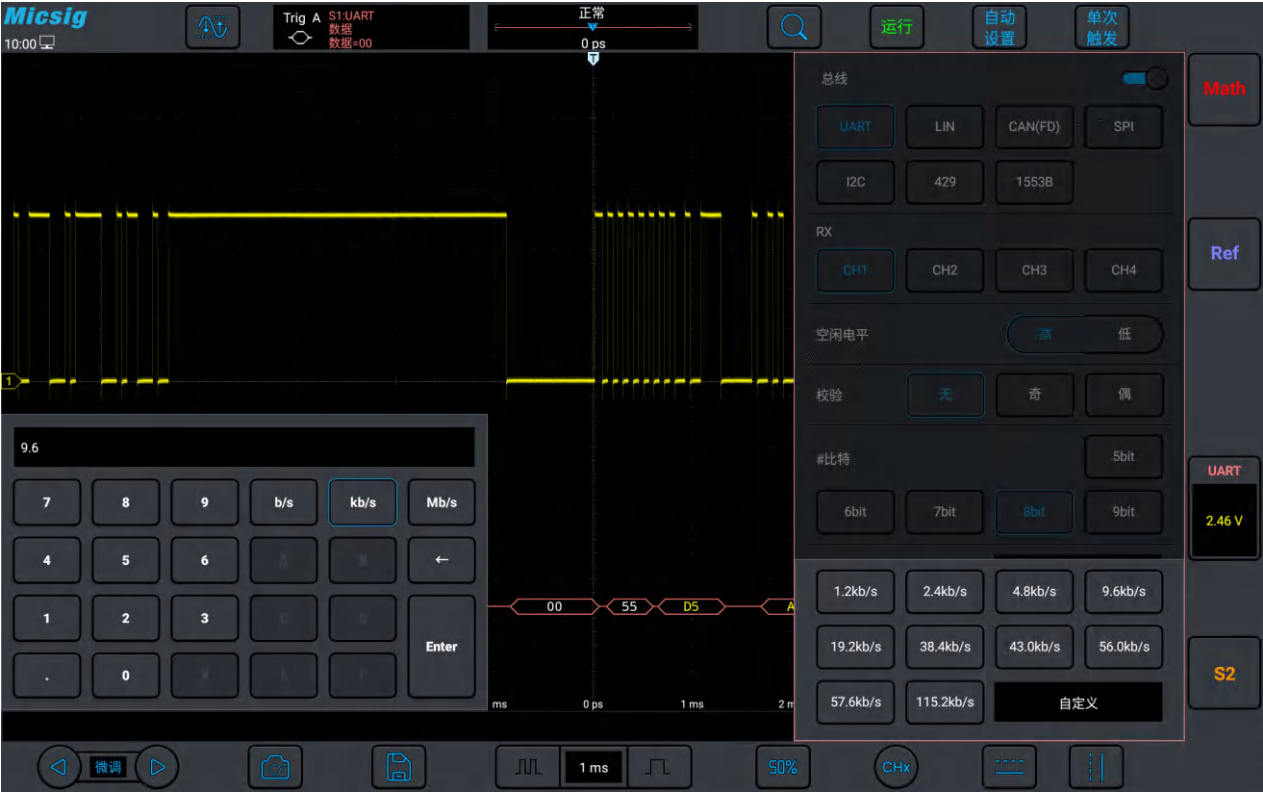 Micsig
10:00
Trig A S1:UART
数据
数据=00
正常
0 ps
T
运行
自动
设置
单次
触发
Math
Ref
UART
2.46 V
S2
总线
UART LIN CAN(FD) SPI
I2C 429 1553B
RX
CH1 CH2 CH3 CH4
空闲电平 高 低
校验 无 奇 偶
#比特 5bit
6bit 7bit 8bit 9bit
1.2kb/s 2.4kb/s 4.8kb/s 9.6kb/s
19.2kb/s 38.4kb/s 43.0kb/s 56.0kb/s
57.6kb/s 115.2kb/s 自定义
1
9.6
7 8 9 b/s kb/s Mb/s
4 5 6 A B ←
1 2 3 Enter
. 0
00 55 D5 A
ms 0 ps 1 ms 2 m
微调
1 ms
50%
CHx